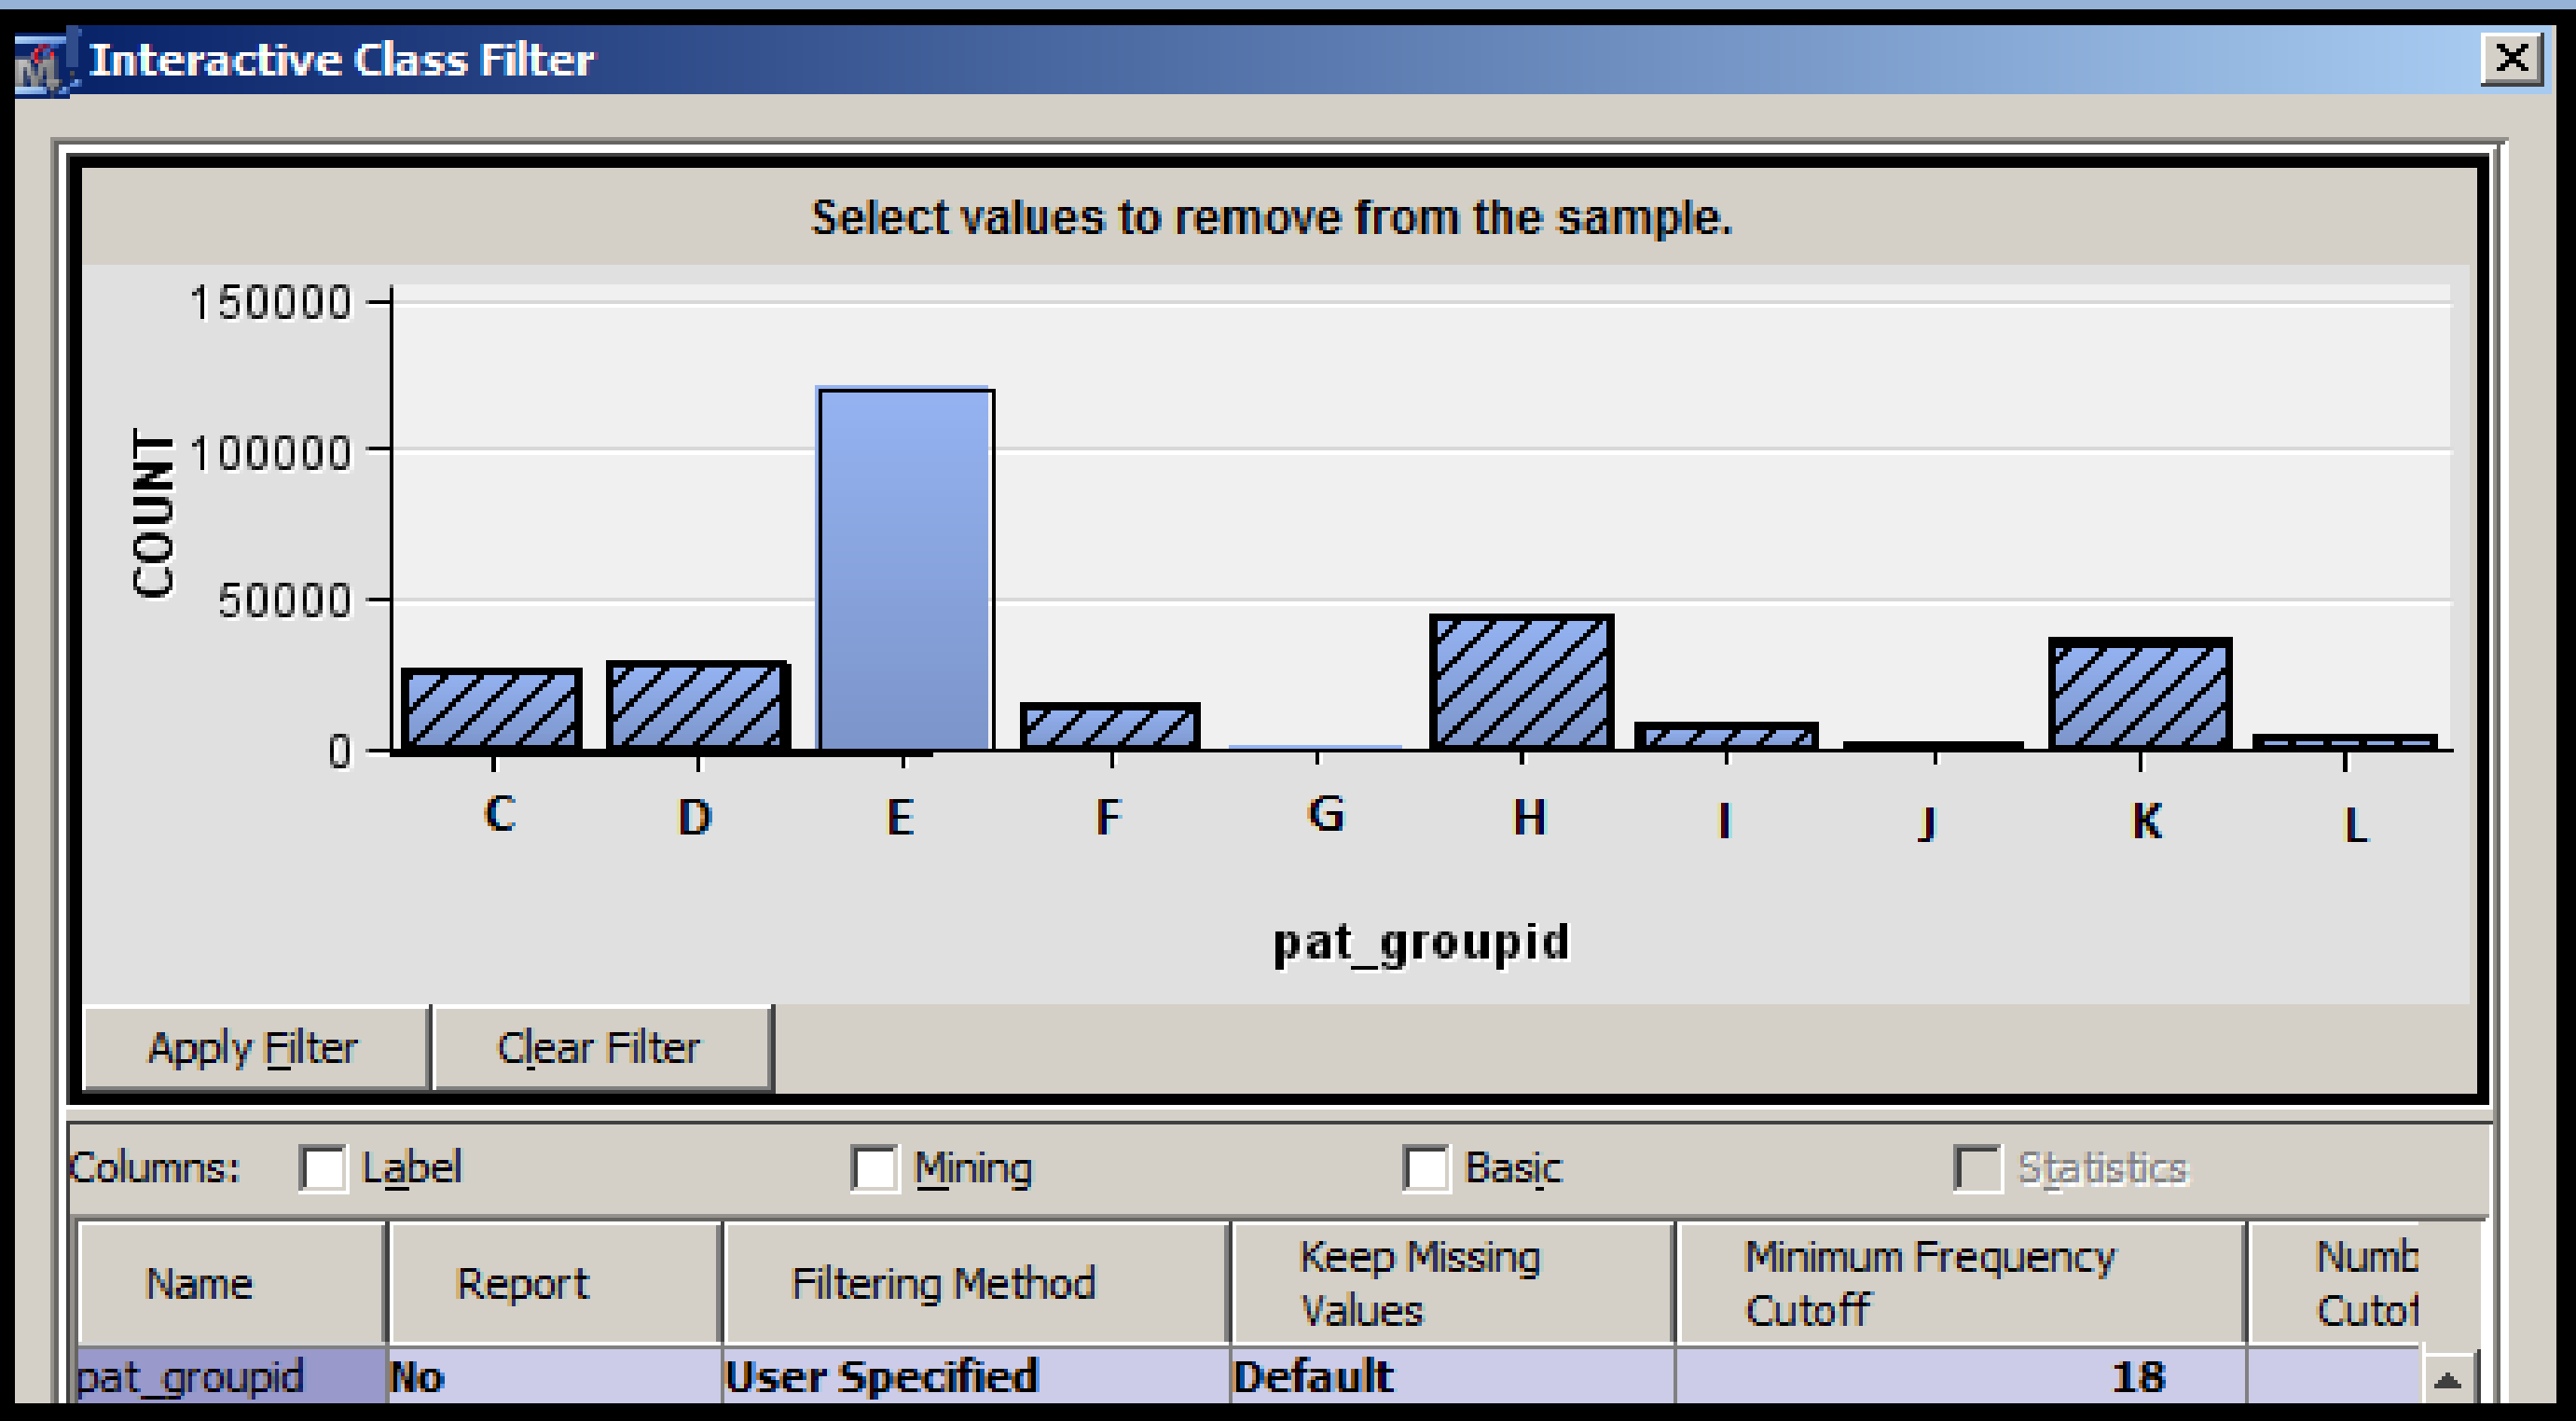 Interactive Class Filter
Select values to remove from the sample.
150000
100000
50000
0
COUNT
C D E F G H I J K L
pat_groupid
Apply Filter Clear Filter
Columns: Label Mining Basic Statistics
Name Report Filtering Method Keep Missing Values Minimum Frequency Cutoff Numb Cutof
pat_groupid No User Specified Default 18